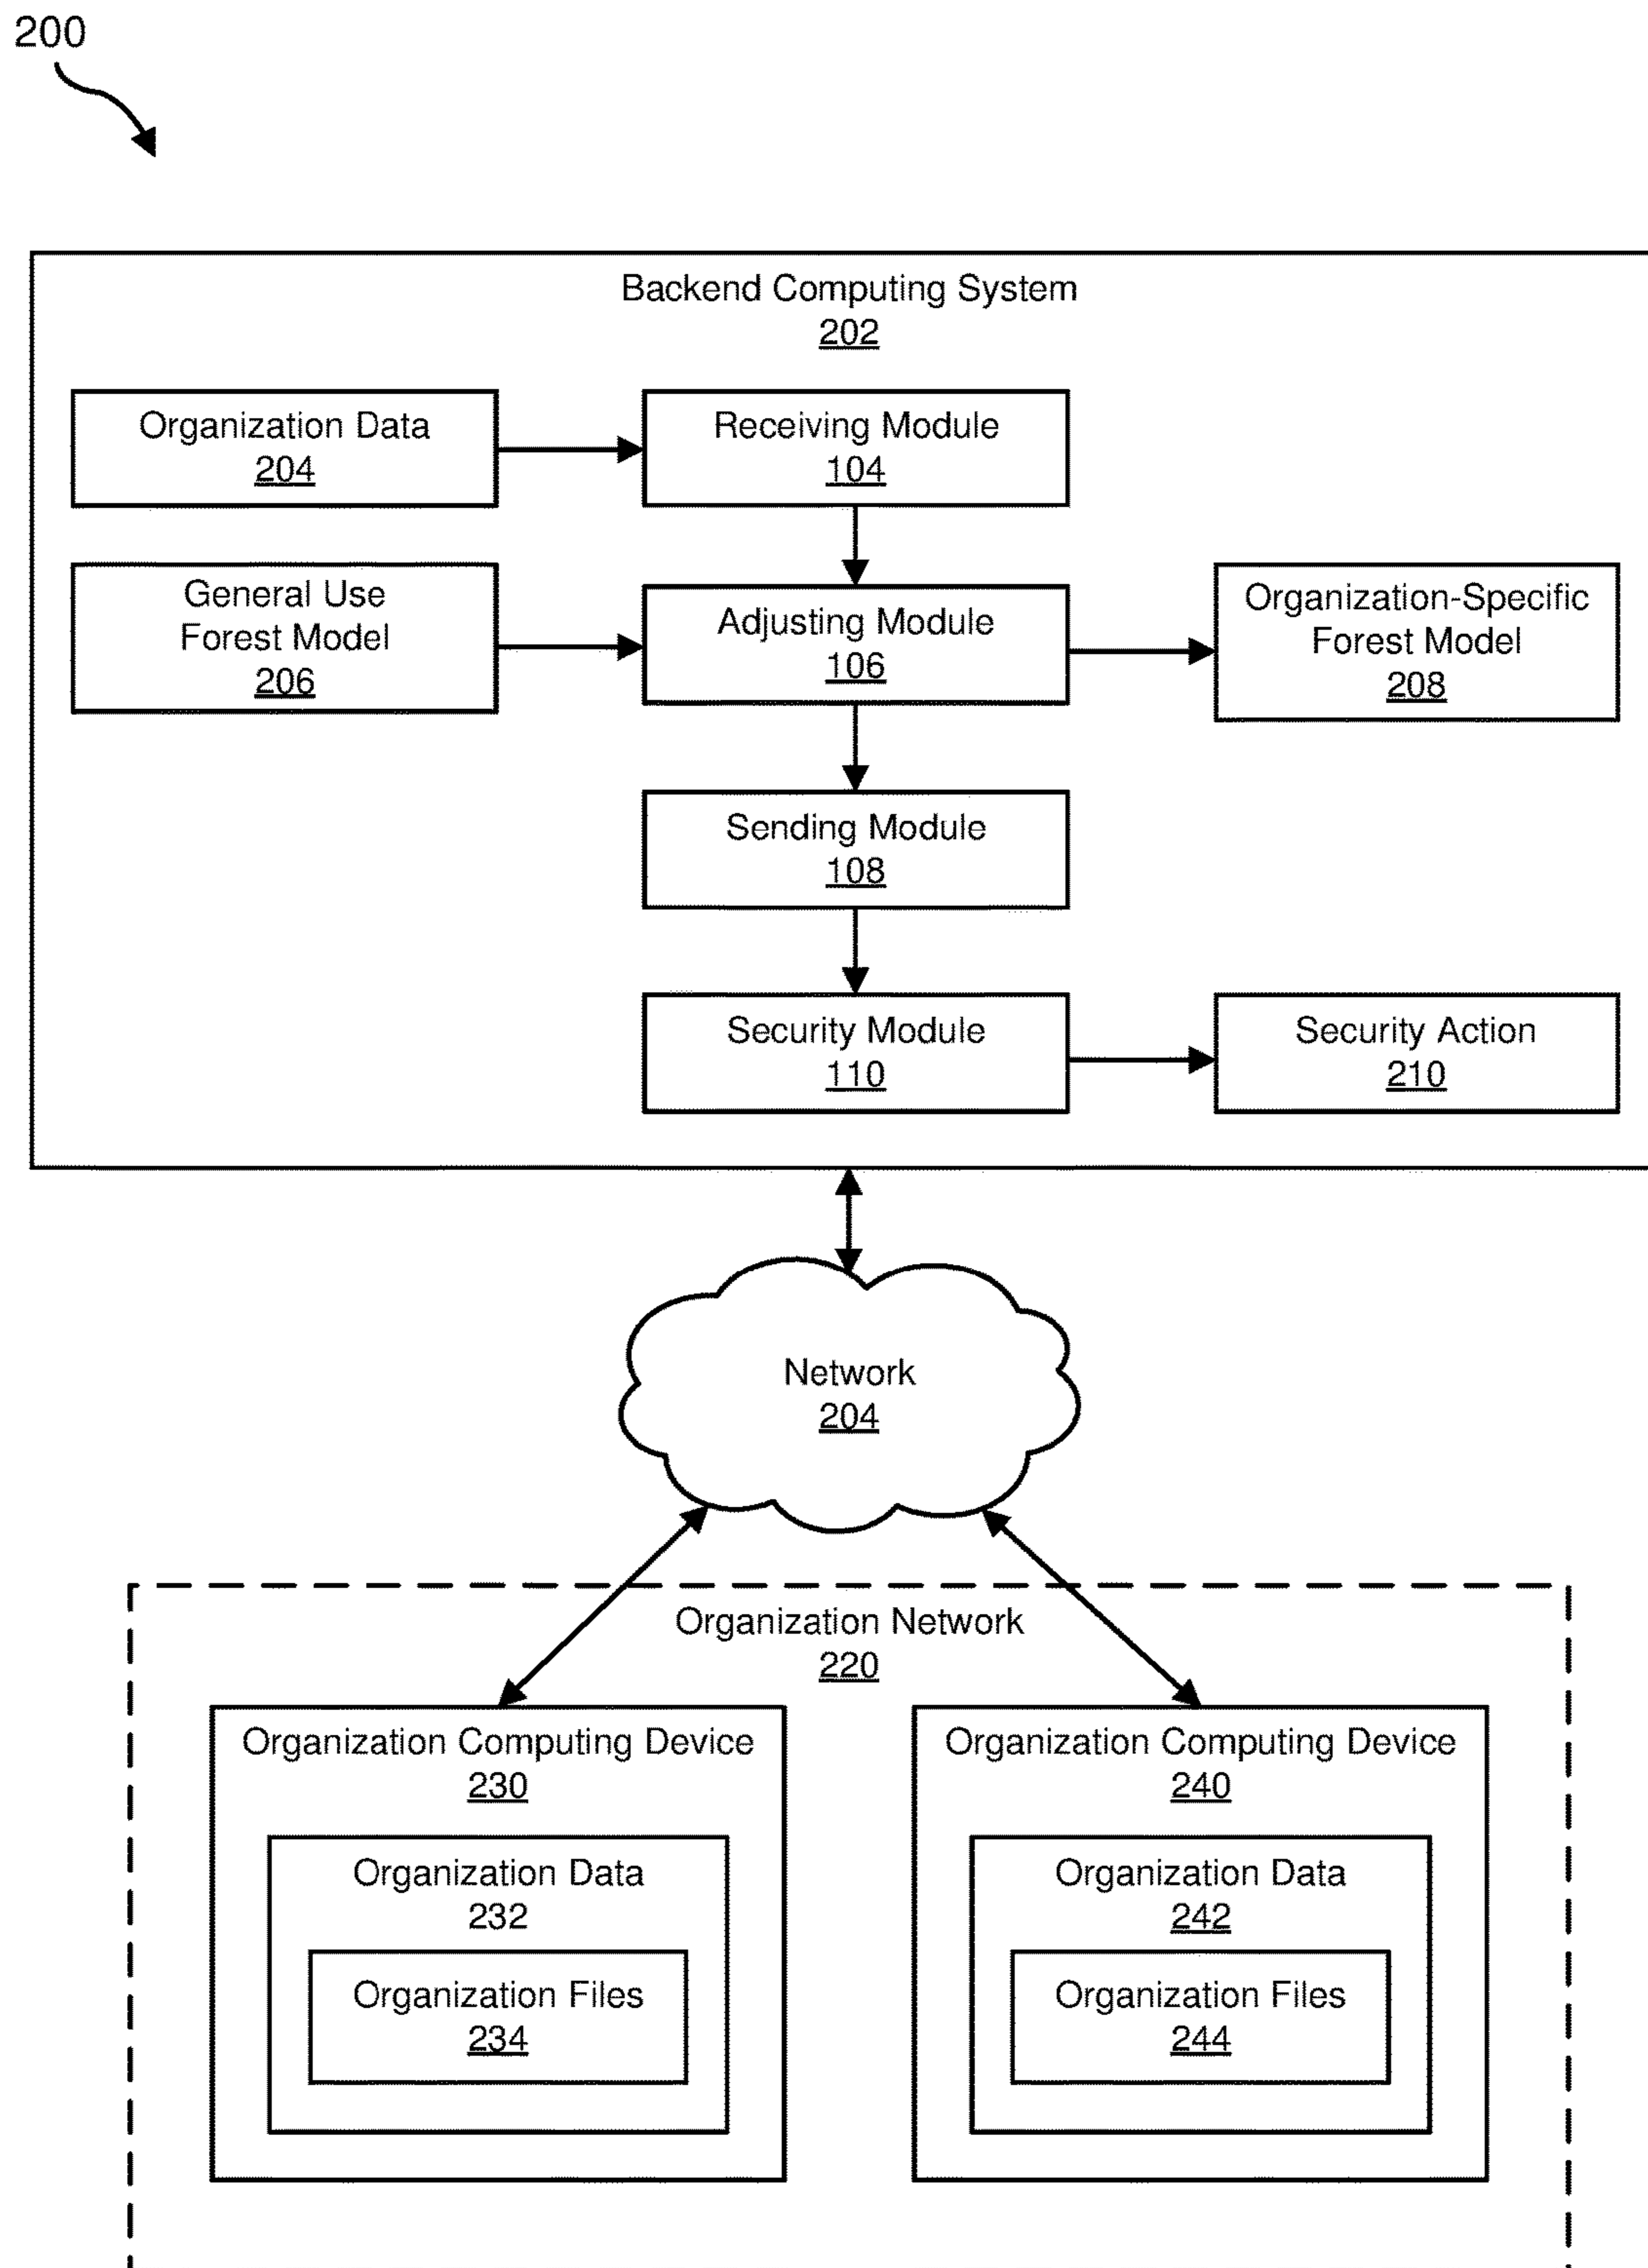 200
Backend Computing System
202
Organization Data
204
Receiving Module
104
General Use
Forest Model
206
Adjusting Module
106
Organization-Specific
Forest Model
208
Sending Module
108
Security Module
110
Security Action
210
Network
204
Organization Network
220
Organization Computing Device
230
Organization Data
232
Organization Files
234
Organization Computing Device
240
Organization Data
242
Organization Files
244